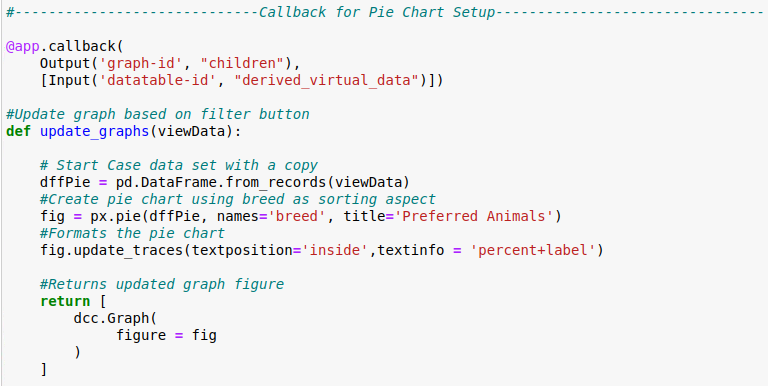 #-----------------------------Callback for Pie Chart Setup--------------------------------
@app.callback(
    Output('graph-id', "children"),
    [Input('datatable-id', "derived_virtual_data")])
#Update graph based on filter button
def update_graphs(viewData):
    # Start Case data set with a copy
    dffPie = pd.DataFrame.from_records(viewData)
    #Create pie chart using breed as sorting aspect
    fig = px.pie(dffPie, names='breed', title='Preferred Animals')
    #Formats the pie chart
    fig.update_traces(textposition='inside',textinfo = 'percent+label')
    #Returns updated graph figure
    return [
        dcc.Graph(
             figure = fig
        )
    ]